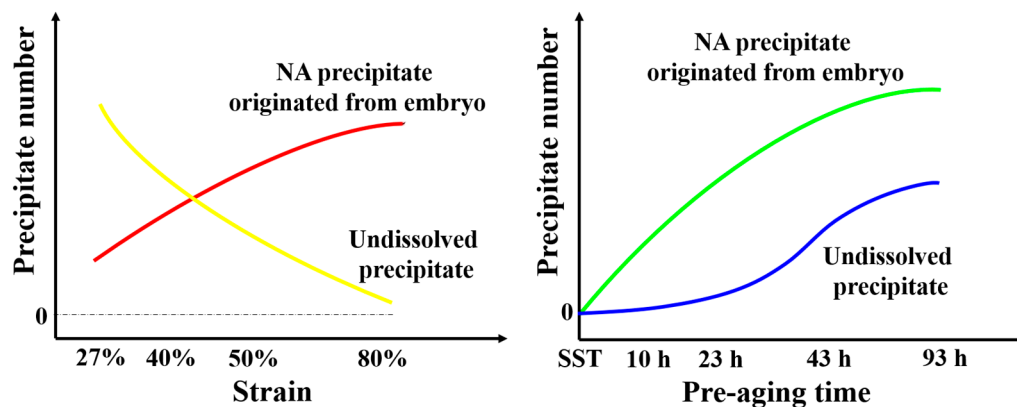 Precipitate number
NA precipitate
originated from embryo
Undissolved
precipitate
0
27% 40% 50% 80%
Strain
Precipitate number
NA precipitate
originated from embryo
Undissolved
precipitate
0
SST 10 h 23 h 43 h 93 h
Pre-aging time